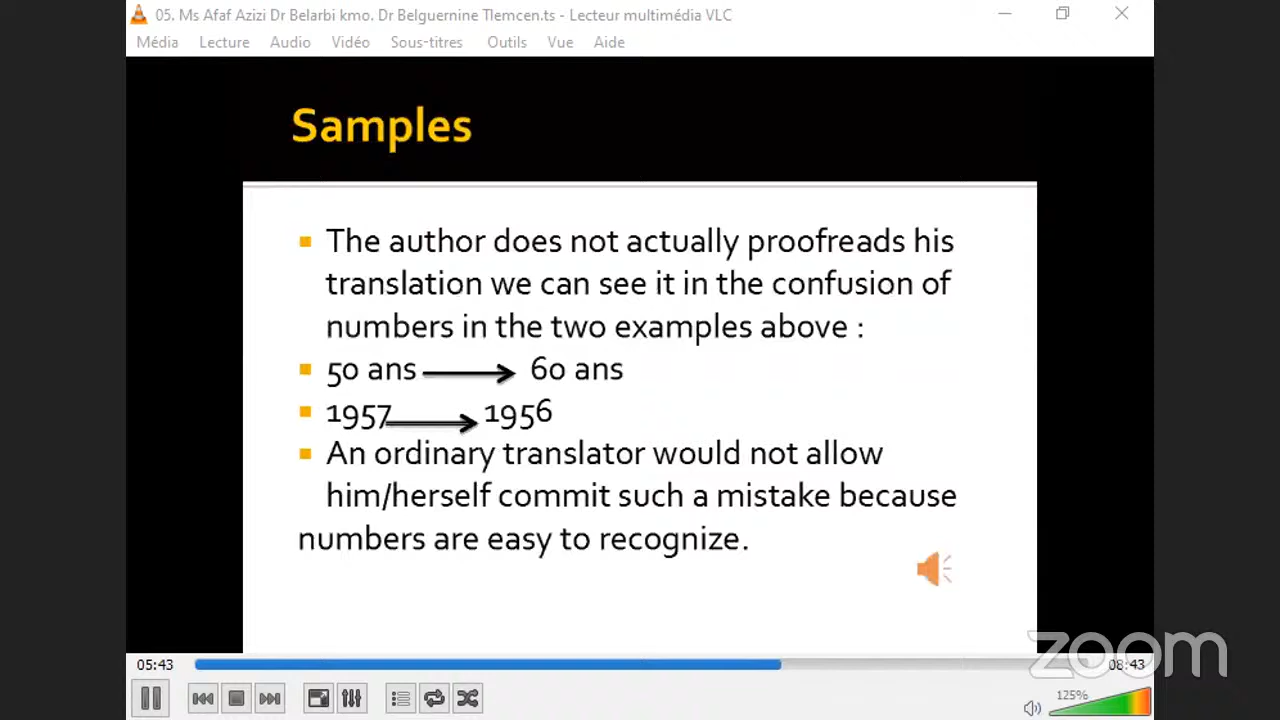 05. Ms Afaf Azizi Dr Belarbi kmo. Dr Belguernine Tlemcen.ts - Lecteur multimédia VLC
Média Lecture Audio Vidéo Sous-titres Outils Vue Aide
Samples
The author does not actually proofreads his
translation we can see it in the confusion of
numbers in the two examples above :
50 ans 60 ans
1957 1956
An ordinary translator would not allow
him/herself commit such a mistake because
numbers are easy to recognize.
zoom
05:43 08:43
125%